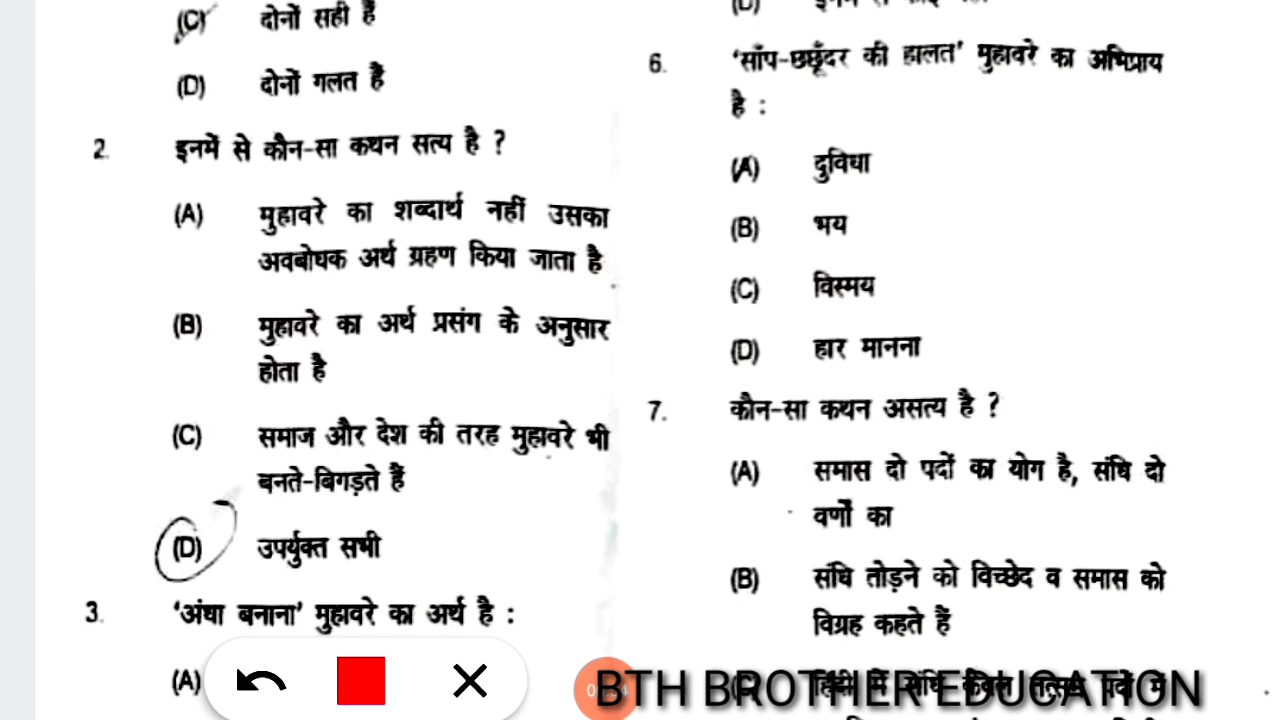 (C) दोनों सही हैं
(D) दोनों गलत है
2. इनमें से कौन-सा कथन सत्य है ?
(A) मुहावरे का शब्दार्थ नहीं उसका
अवबोधक अर्थ ग्रहण किया जाता है
(B) मुहावरे का अर्थ प्रसंग के अनुसार
होता है
(C) समाज और देश की तरह मुहावरे भी
बनते-बिगड़ते हैं
(D) उपर्युक्त सभी
3. 'अंधा बनाना' मुहावरे का अर्थ है :
(A)
(D)
6. 'साँप-छछूँदर की हालत' मुहावरे का अभिप्राय
है :
(A) दुविधा
(B) भय
(C) विस्मय
(D) हार मानना
7. कौन-सा कथन असत्य है ?
(A) समास दो पदों का योग है, संधि दो
वर्णों का
(B) संधि तोड़ने को विच्छेद व समास को
विग्रह कहते हैं
BTH BROTHER EDUCATION